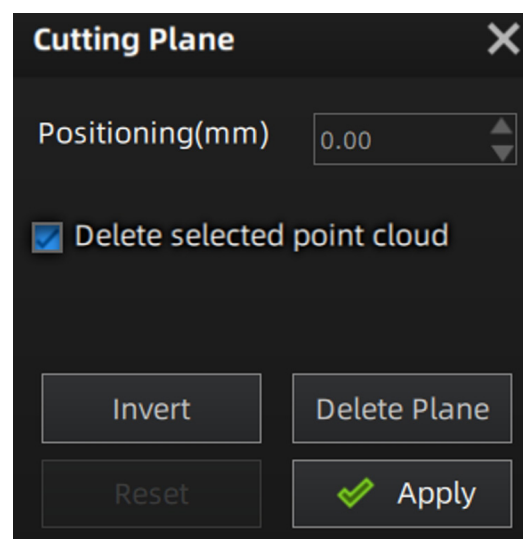 Cutting Plane
Positioning(mm) 0.00
Delete selected point cloud
Invert Delete Plane
Reset Apply